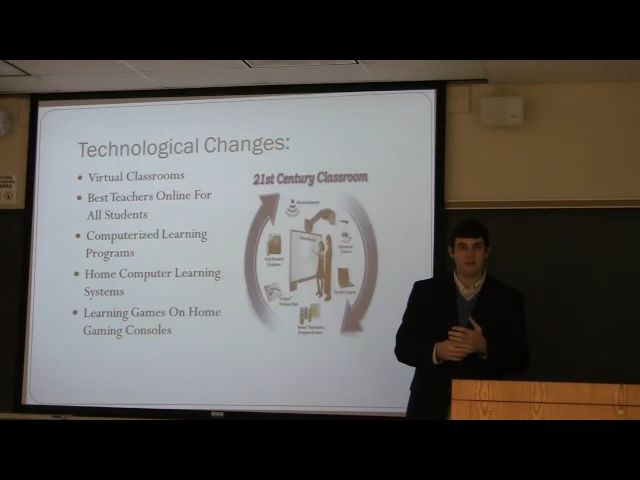 Technological Changes:
Virtual Classrooms
Best Teachers Online For
All Students
Computerized Learning
Programs
Home Computer Learning
Systems
Learning Games On Home
Gaming Consoles
21st Century Classroom